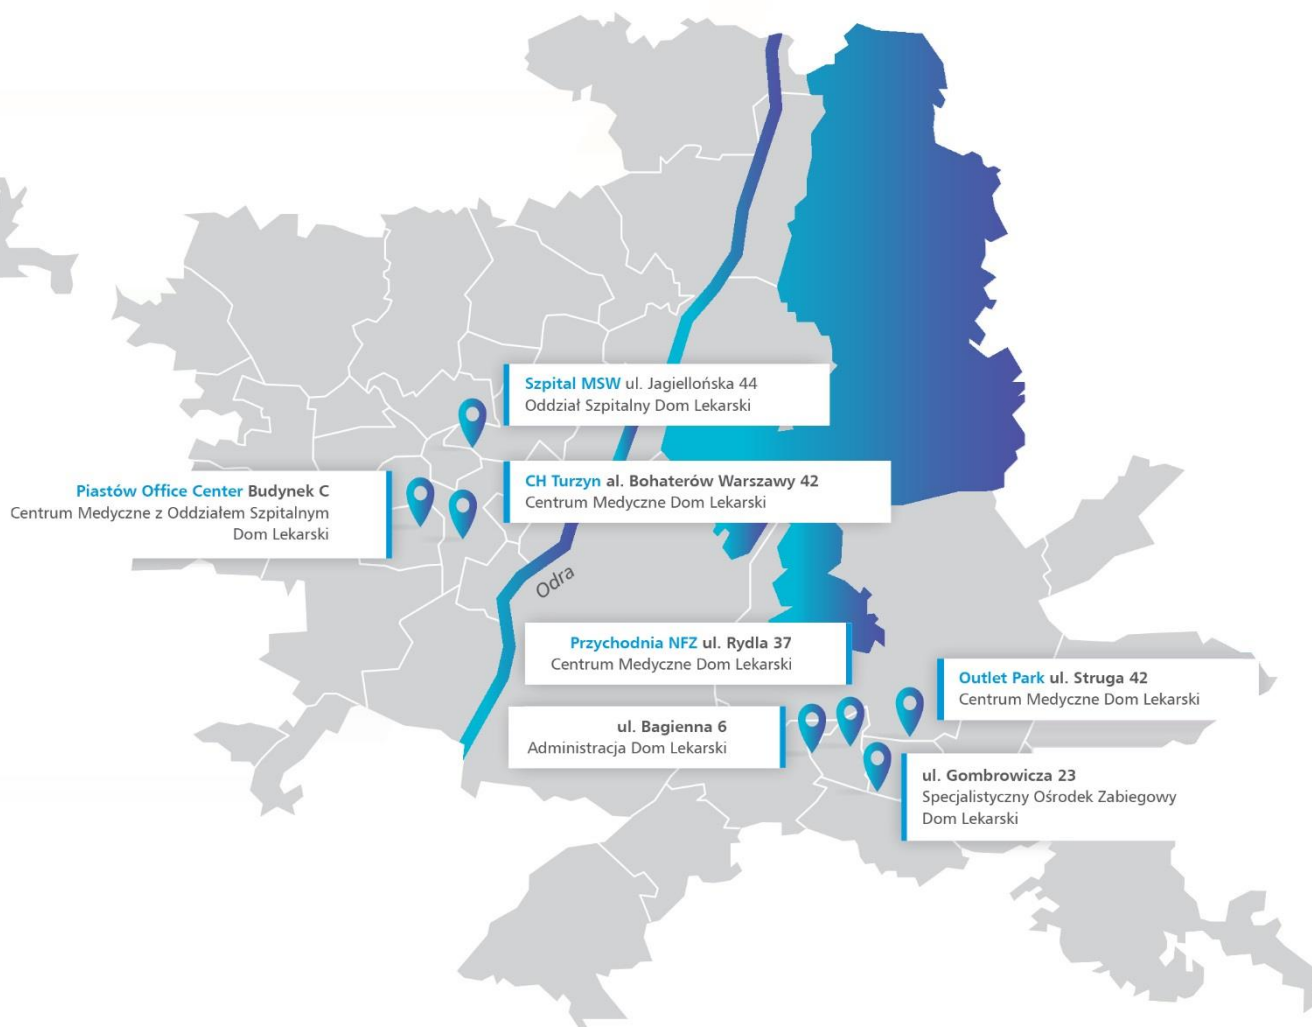 Szpital MSW ul. Jagiellońska 44
Oddział Szpitalny Dom Lekarski
Piastów Office Center Budynek C
Centrum Medyczne z Oddziałem Szpitalnym
Dom Lekarski
CH Turzyn al. Bohaterów Warszawy 42
Centrum Medyczne Dom Lekarski
Odra
Przychodnia NFZ ul. Rydla 37
Centrum Medyczne Dom Lekarski
Outlet Park ul. Struga 42
Centrum Medyczne Dom Lekarski
ul. Bagienna 6
Administracja Dom Lekarski
ul. Gombrowicza 23
Specjalistyczny Ośrodek Zabiegowy
Dom Lekarski